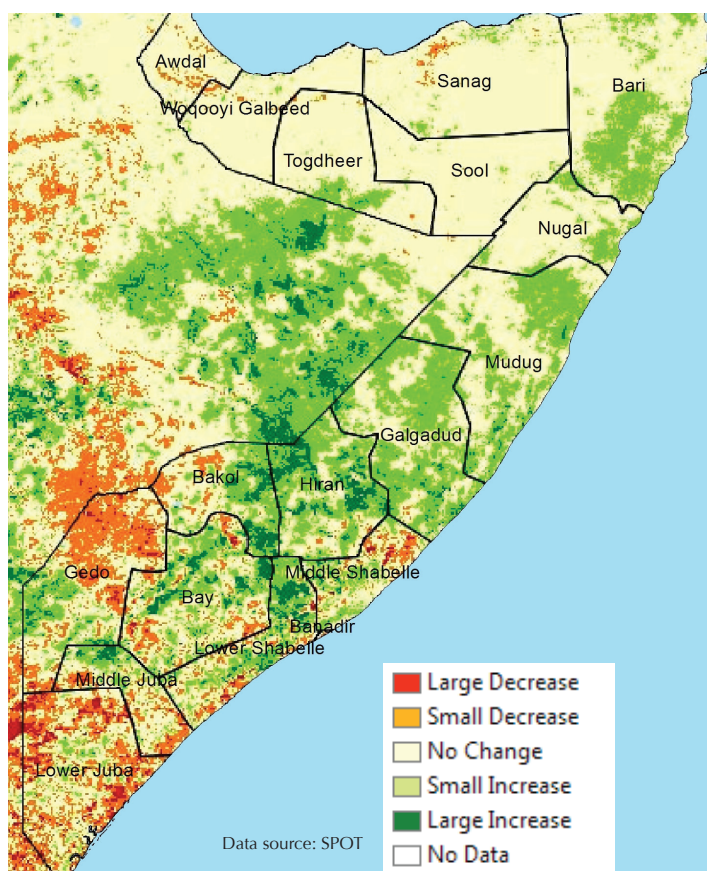 Awdal
Sanag
Bari
Woqooyi Galbeed
Togdheer
Sool
Nugal
Mudug
Galgadud
Bakol
Hiran
Gedo
Middle Shabelle
Bay
Banadir
Lower Shabelle
Middle Juba
Lower Juba
Large Decrease
Small Decrease
No Change
Small Increase
Large Increase
No Data
Data source: SPOT